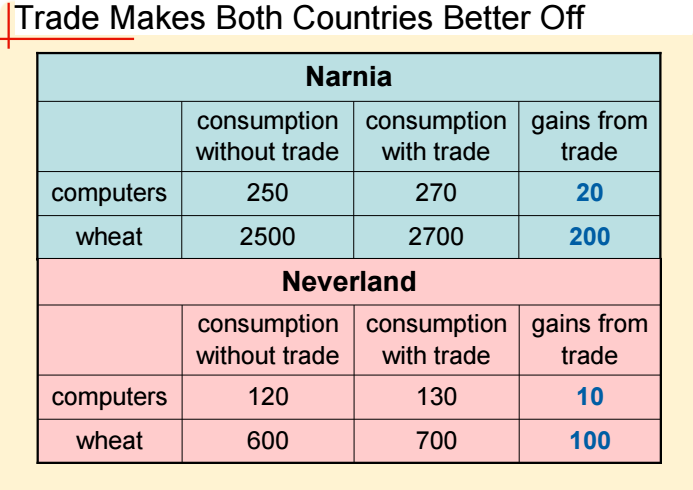 Trade Makes Both Countries Better Off
Narnia
consumption without trade consumption with trade gains from trade
computers 250 270 20
wheat 2500 2700 200
Neverland
consumption without trade consumption with trade gains from trade
computers 120 130 10
wheat 600 700 100